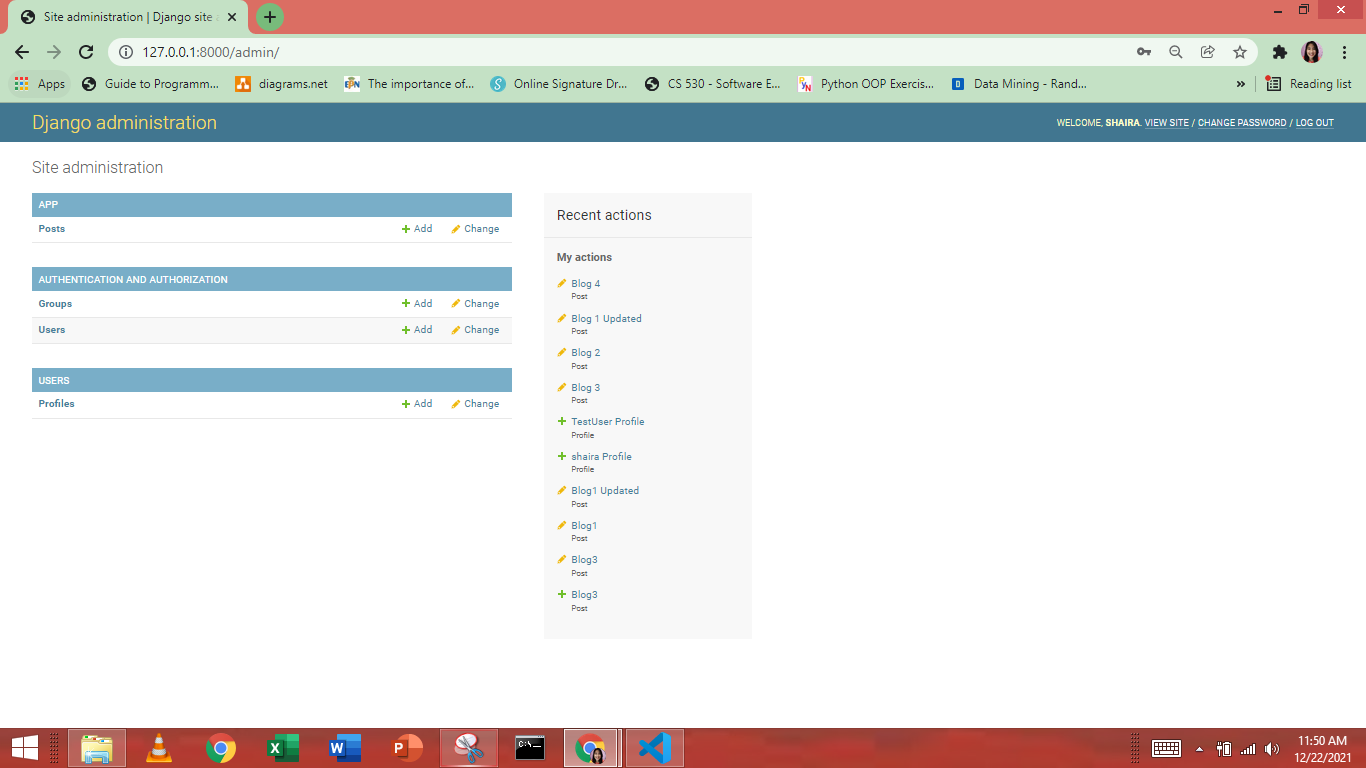 Site administration | Django site a
127.0.0.1:8000/admin/
Apps Guide to Programm... diagrams.net The importance of... Online Signature Dr... CS 530 - Software E... Python OOP Exercis... Data Mining - Rand... » Reading list
Django administration
WELCOME, SHAIRA. VIEW SITE / CHANGE PASSWORD / LOG OUT
Site administration
APP
Posts Add Change
AUTHENTICATION AND AUTHORIZATION
Groups Add Change
Users Add Change
USERS
Profiles Add Change
Recent actions
My actions
Blog 4
Post
Blog 1 Updated
Post
Blog 2
Post
Blog 3
Post
TestUser Profile
Profile
shaira Profile
Profile
Blog1 Updated
Post
Blog1
Post
Blog3
Post
Blog3
Post
11:50 AM
12/22/2021